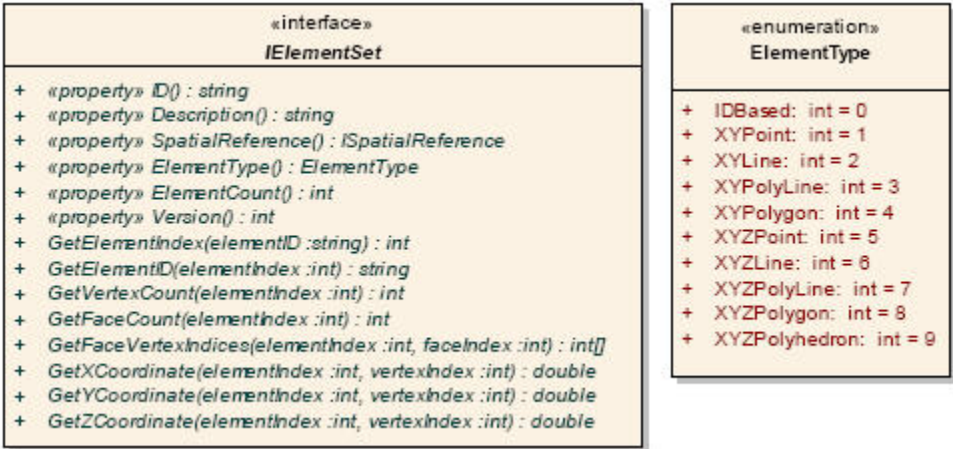 «interface»
IElementSet
+ «property» ID() : string
+ «property» Description() : string
+ «property» SpatialReference() : ISpatialReference
+ «property» ElementType() : ElementType
+ «property» ElementCount() : int
+ «property» Version() : int
+ GetElementIndex(elementID :string) : int
+ GetElementID(elementIndex :int) : string
+ GetVertexCount(elementIndex :int) : int
+ GetFaceCount(elementIndex :int) : int
+ GetFaceVertexIndices(elementIndex :int, faceIndex :int) : int[]
+ GetXCoordinate(elementIndex :int, vertexIndex :int) : double
+ GetYCoordinate(elementIndex :int, vertexIndex :int) : double
+ GetZCoordinate(elementIndex :int, vertexIndex :int) : double
«enumeration»
ElementType
+ IDBased: int = 0
+ XYPoint: int = 1
+ XYLine: int = 2
+ XYPolyLine: int = 3
+ XYPolygon: int = 4
+ XYZPoint: int = 5
+ XYZLine: int = 6
+ XYZPolyLine: int = 7
+ XYZPolygon: int = 8
+ XYZPolyhedron: int = 9